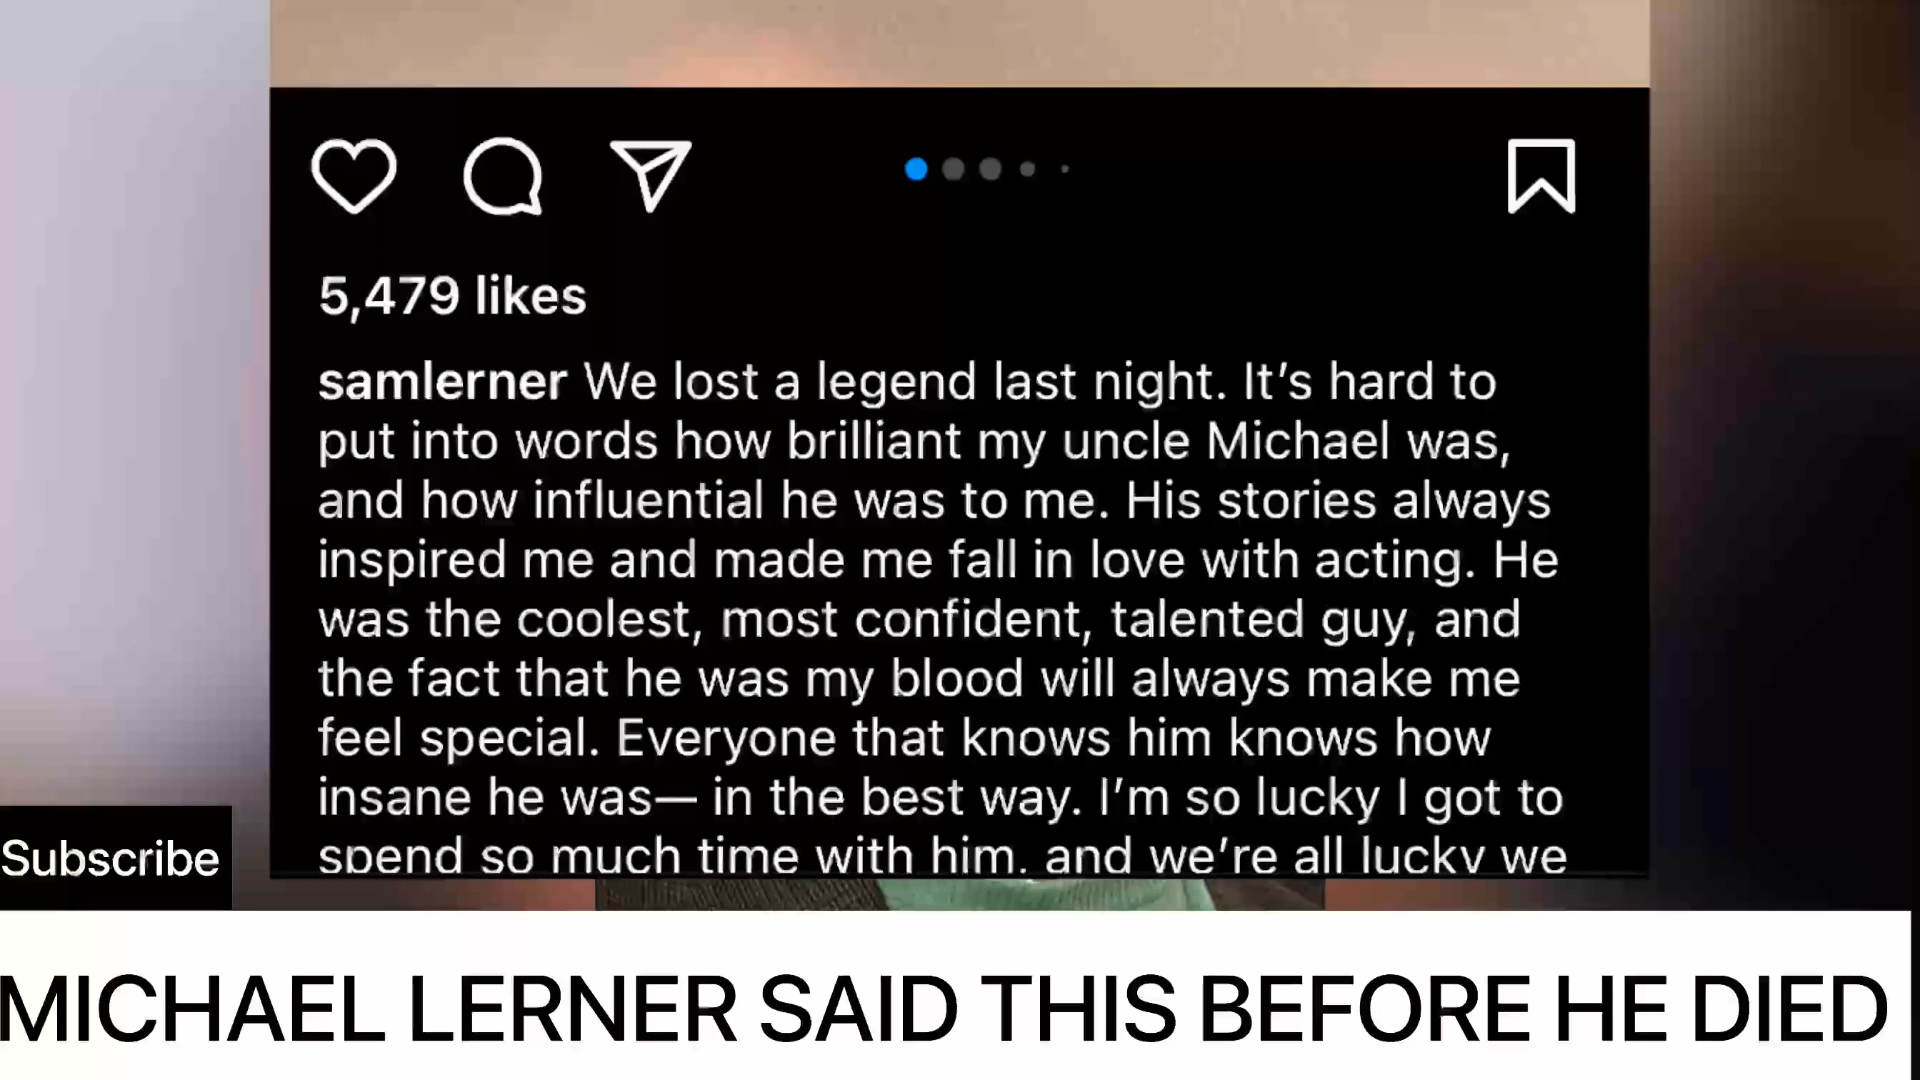 5,479 likes
samlerner We lost a legend last night. It’s hard to
put into words how brilliant my uncle Michael was,
and how influential he was to me. His stories always
inspired me and made me fall in love with acting. He
was the coolest, most confident, talented guy, and
the fact that he was my blood will always make me
feel special. Everyone that knows him knows how
insane he was— in the best way. I’m so lucky I got to
spend so much time with him, and we’re all lucky we
Subscribe
MICHAEL LERNER SAID THIS BEFORE HE DIED